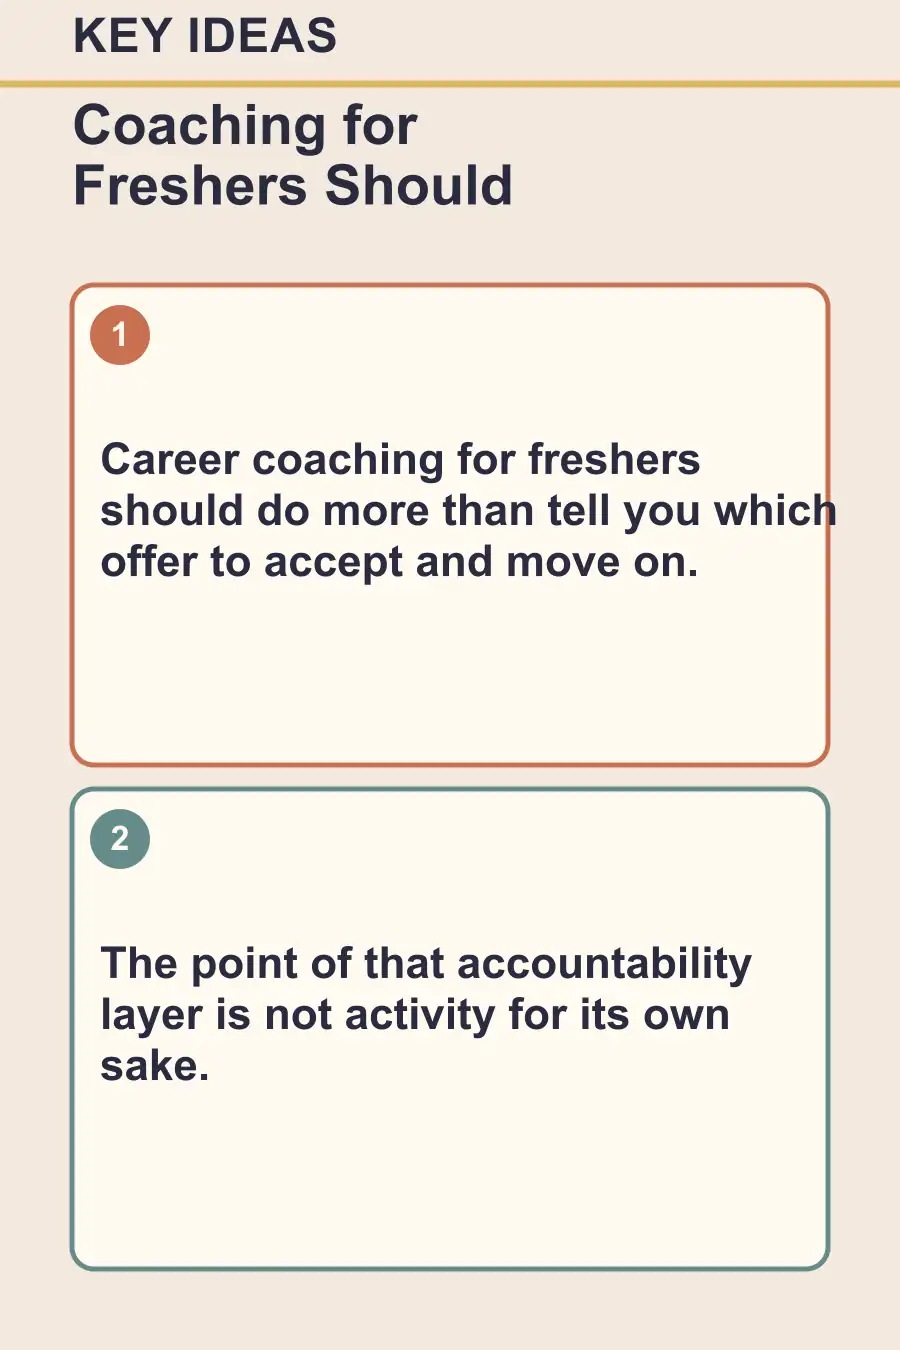 KEY IDEAS
Coaching for
Freshers Should
1
Career coaching for freshers
should do more than tell you which
offer to accept and move on.
2
The point of that accountability
layer is not activity for its own
sake.